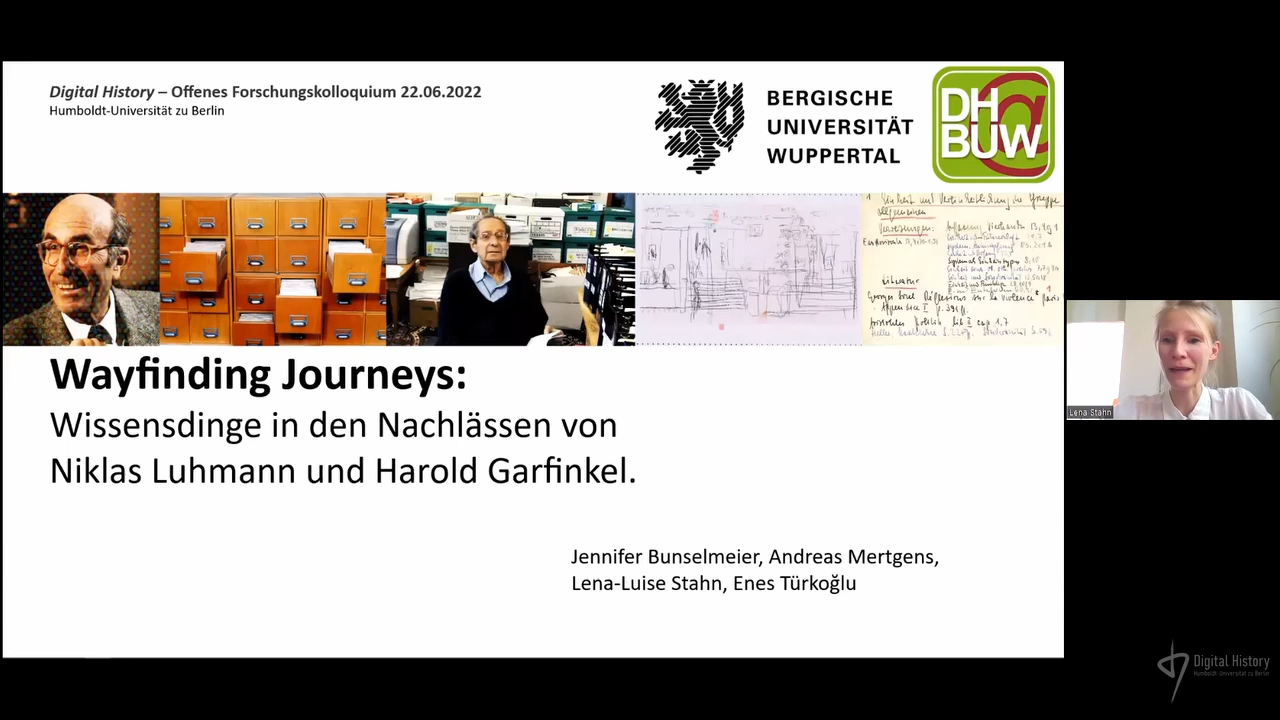 Digital History – Offenes Forschungskolloquium 22.06.2022
Humboldt-Universität zu Berlin
BERGISCHE
UNIVERSITÄT
WUPPERTAL
DH@
BUW
Wayfinding Journeys:
Wissensdinge in den Nachlässen von
Niklas Luhmann und Harold Garfinkel.
Jennifer Bunselmeier, Andreas Mertgens,
Lena-Luise Stahn, Enes Türkoğlu
Lena Stahn
Digital History
Humboldt-Universität zu Berlin